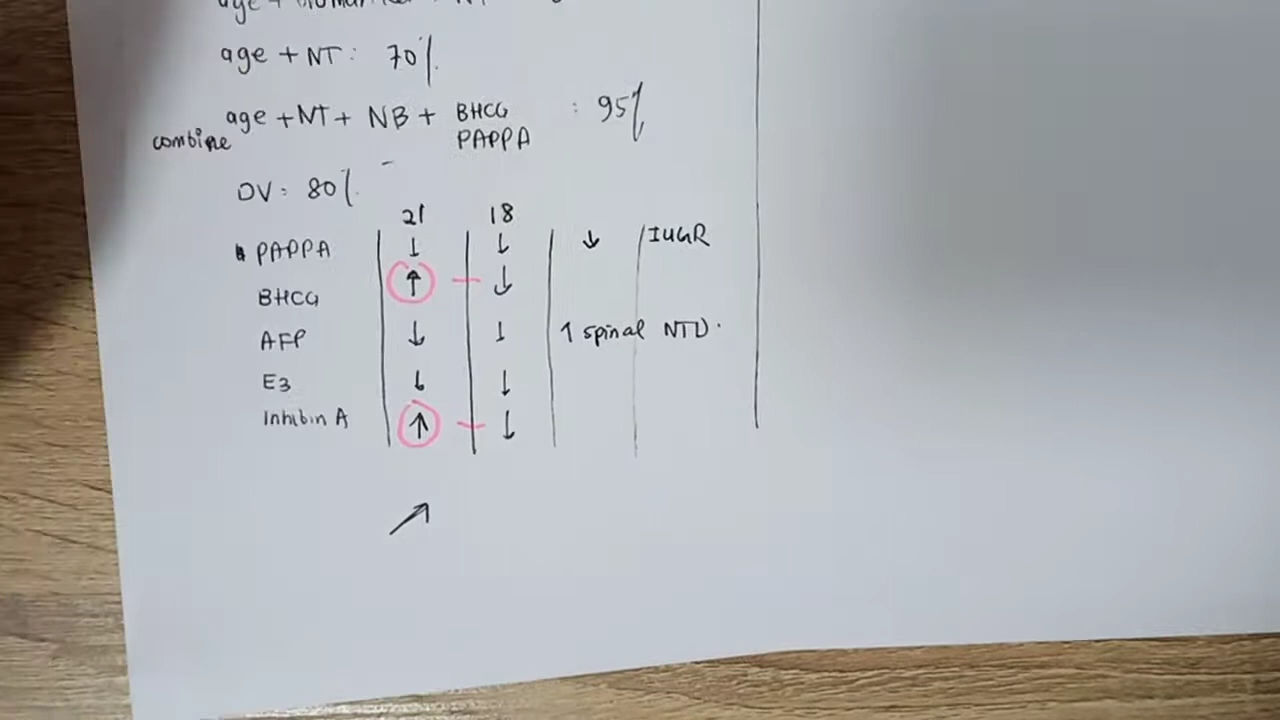 age + NT: 70%
age + NT + NB + BHCG : 95%
combine PAPPA
DV: 80%
21 18
PAPPA ↓ ↓ ↓ IUGR
BHCG ↑ ↓
AFP ↓ ↓ ↑ spinal NTD.
E3 ↓ ↓
Inhibin A ↑ ↓